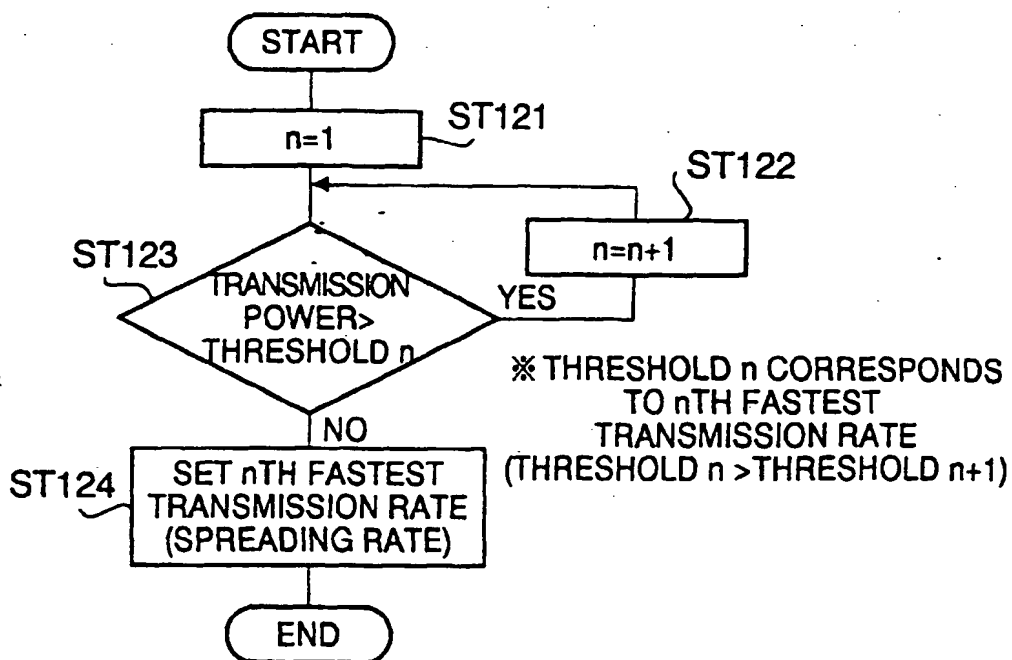 START
n=1
ST121
ST122
n=n+1
ST123
TRANSMISSION
POWER>
THRESHOLD n
YES
※ THRESHOLD n CORRESPONDS
TO nTH FASTEST
TRANSMISSION RATE
(THRESHOLD n >THRESHOLD n+1)
NO
ST124
SET nTH FASTEST
TRANSMISSION RATE
(SPREADING RATE)
END